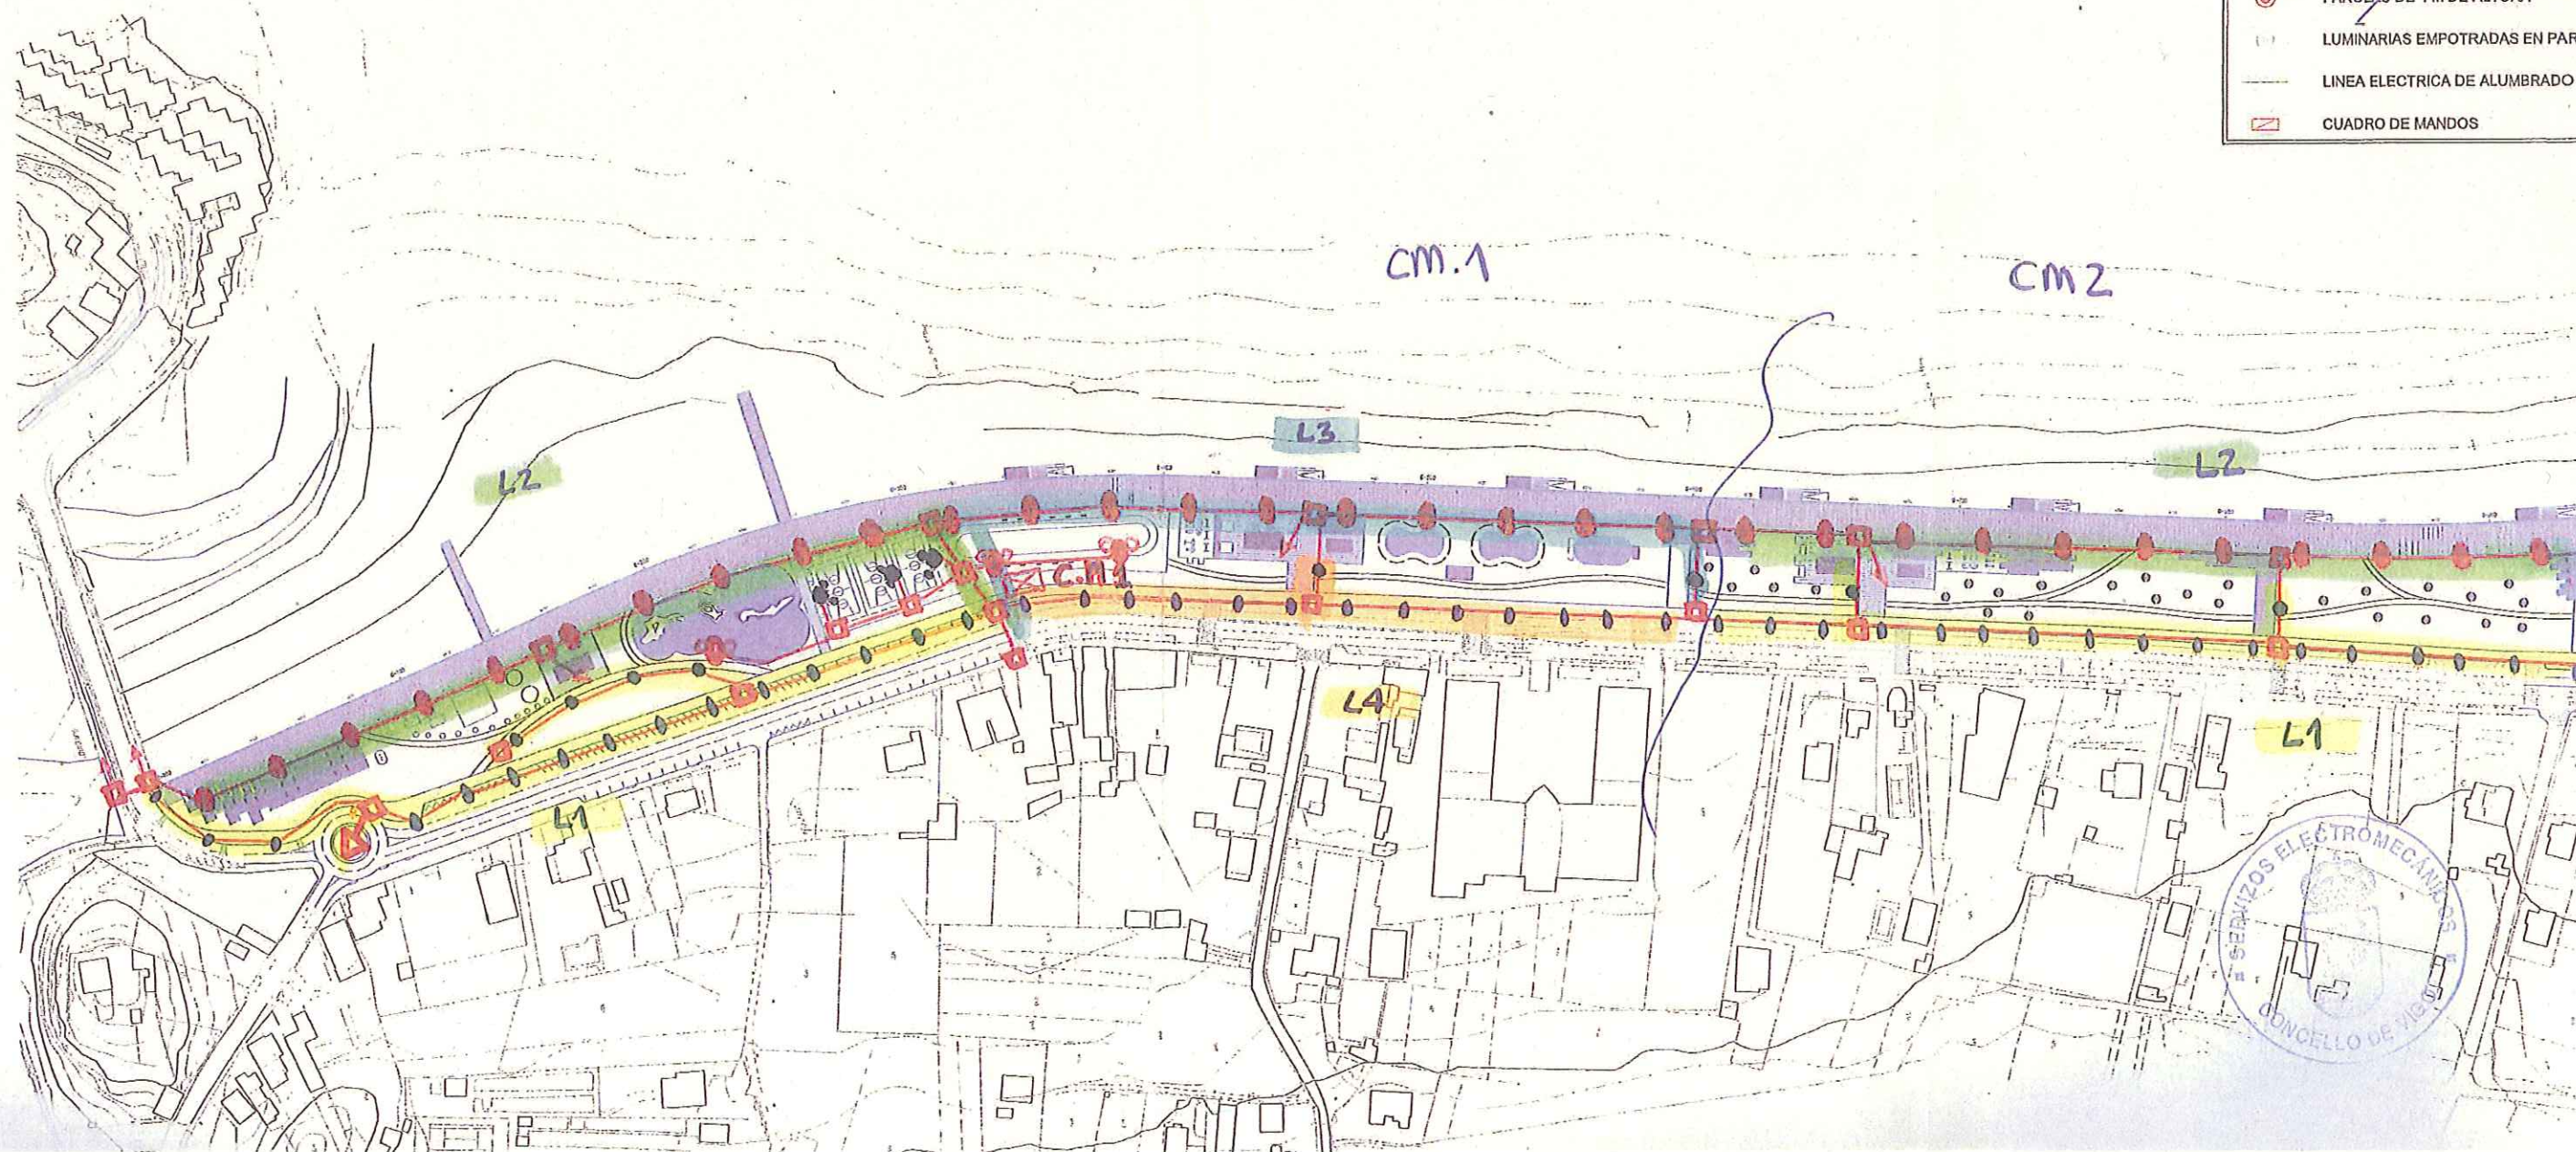 LUMINARIAS EMPOTRADAS EN PAR
LINEA ELECTRICA DE ALUMBRADO
CUADRO DE MANDOS
CM.1
CM2
L3
L2
L2
C.M1
L4
L1
L1
SERVIZOS ELECTROMECÁNICOS
CONCELLO DE VIGO